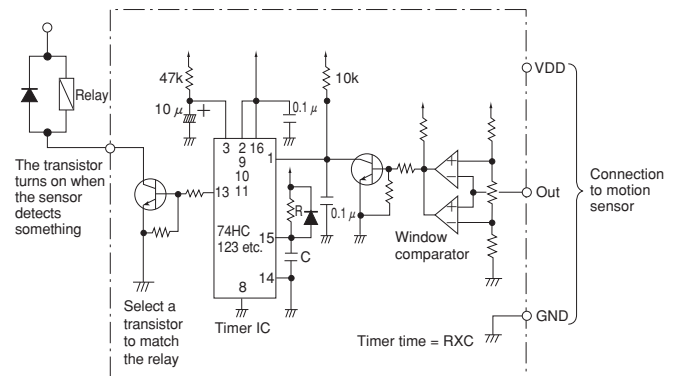 Relay
The transistor
turns on when
the sensor
detects
something
47k
10 μ
+
0.1 μ
10k
3 2 16
9
10
11
1
13
74HC
123 etc.
15
14
8
R
C
0.1 μ
Timer IC
Select a
transistor
to match
the relay
+
−
+
−
Window
comparator
VDD
Out
GND
Connection
to motion
sensor
Timer time = RXC